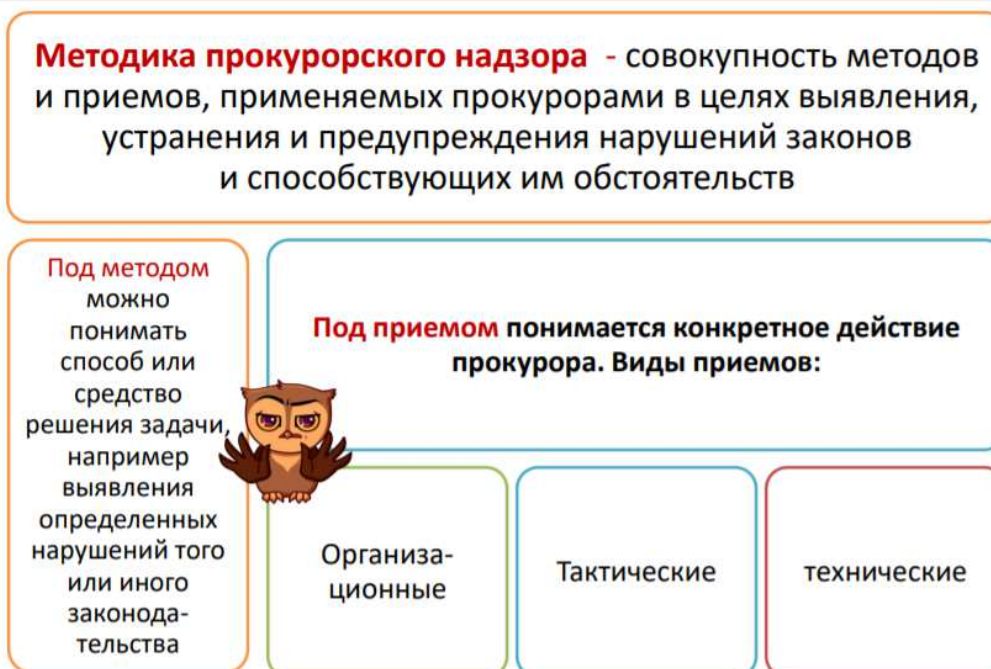 Методика прокурорского надзора - совокупность методов
и приемов, применяемых прокурорами в целях выявления,
устранения и предупреждения нарушений законов
и способствующих им обстоятельств
Под методом
можно
понимать
способ или
средство
решения задачи,
например
выявления
определенных
нарушений того
или иного
законода-
тельства
Под приемом понимается конкретное действие
прокурора. Виды приемов:
Организа-
ционные
Тактические
технические